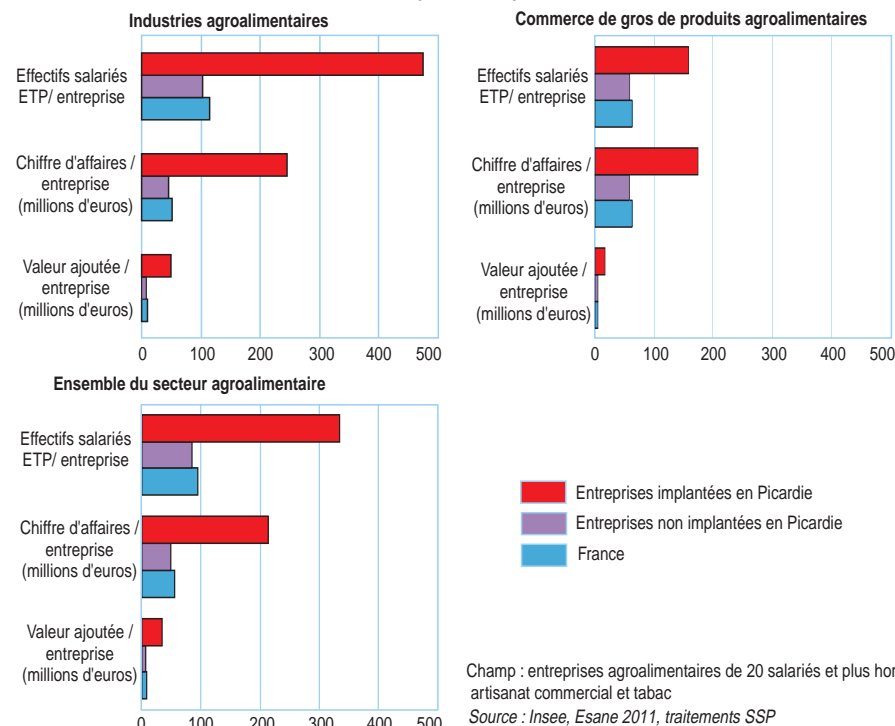 Industries agroalimentaires
Effectifs salariés
ETP/ entreprise
Chiffre d'affaires /
entreprise
(millions d'euros)
Valeur ajoutée /
entreprise
(millions d'euros)
0 100 200 300 400 500
Commerce de gros de produits agroalimentaires
Effectifs salariés
ETP/ entreprise
Chiffre d'affaires /
entreprise
(millions d'euros)
Valeur ajoutée /
entreprise
(millions d'euros)
0 100 200 300 400 500
Ensemble du secteur agroalimentaire
Effectifs salariés
ETP/ entreprise
Chiffre d'affaires /
entreprise
(millions d'euros)
Valeur ajoutée /
entreprise
(millions d'euros)
0 100 200 300 400 500
Entreprises implantées en Picardie
Entreprises non implantées en Picardie
France
Champ : entreprises agroalimentaires de 20 salariés et plus
artisanat commercial et tabac
Source : Insee, Esane 2011, traitements SSP